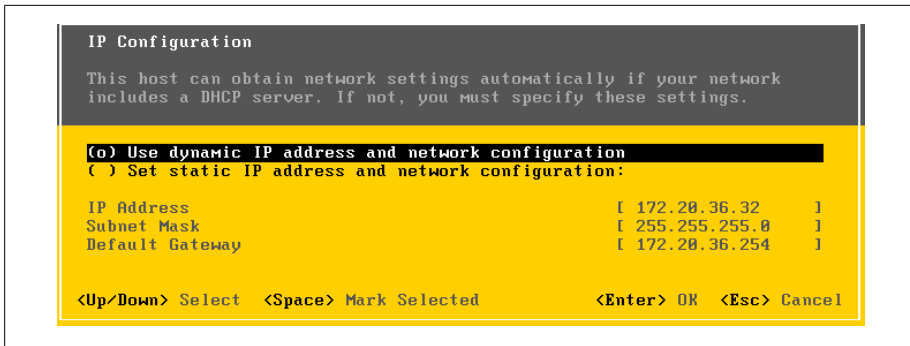 IP Configuration
This host can obtain network settings automatically if your network
includes a DHCP server. If not, you must specify these settings.
(o) Use dynamic IP address and network configuration
( ) Set static IP address and network configuration:
IP Address [ 172.20.36.32 ]
Subnet Mask [ 255.255.255.0 ]
Default Gateway [ 172.20.36.254 ]
<Up/Down> Select <Space> Mark Selected <Enter> OK <Esc> Cancel